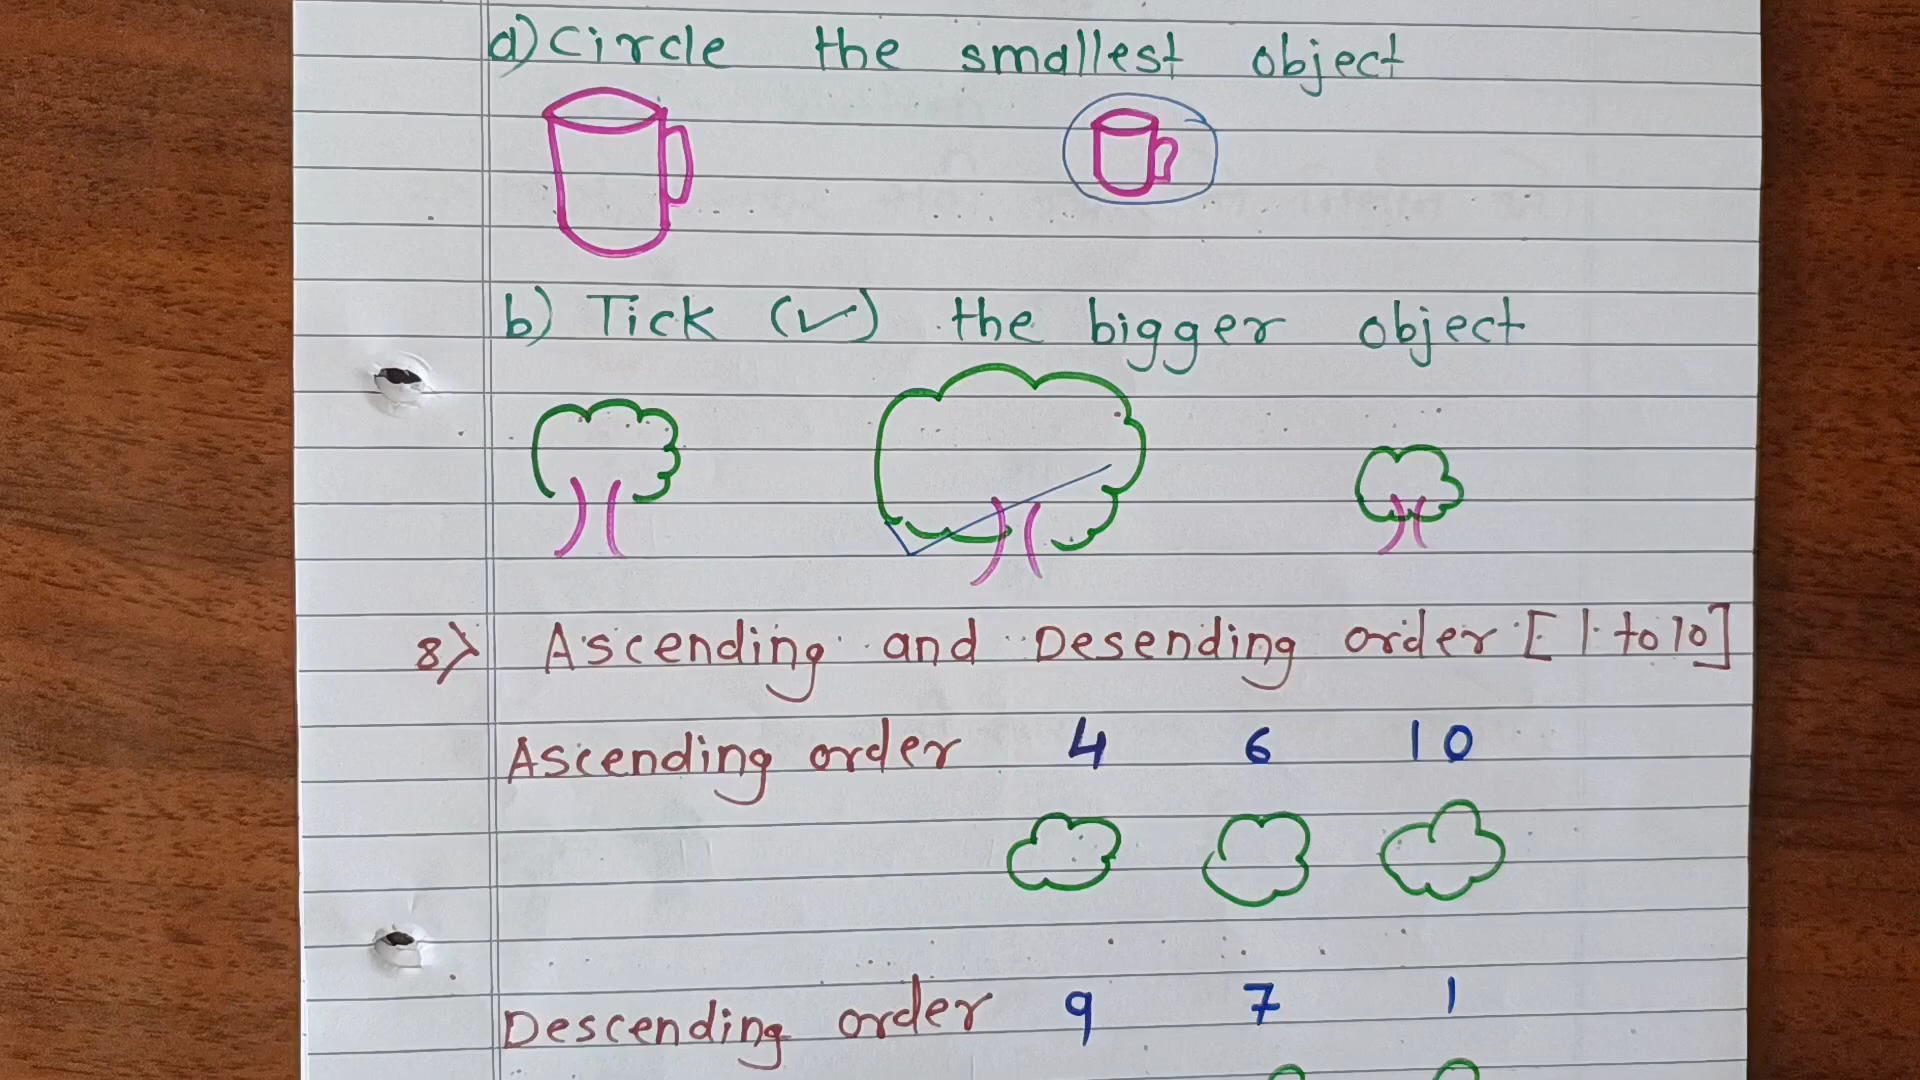 a) Circle the smallest object
b) Tick (✓) the bigger object
8) Ascending and Desending order [1 to 10]
Ascending order 4 6 10
Descending order 9 7 1